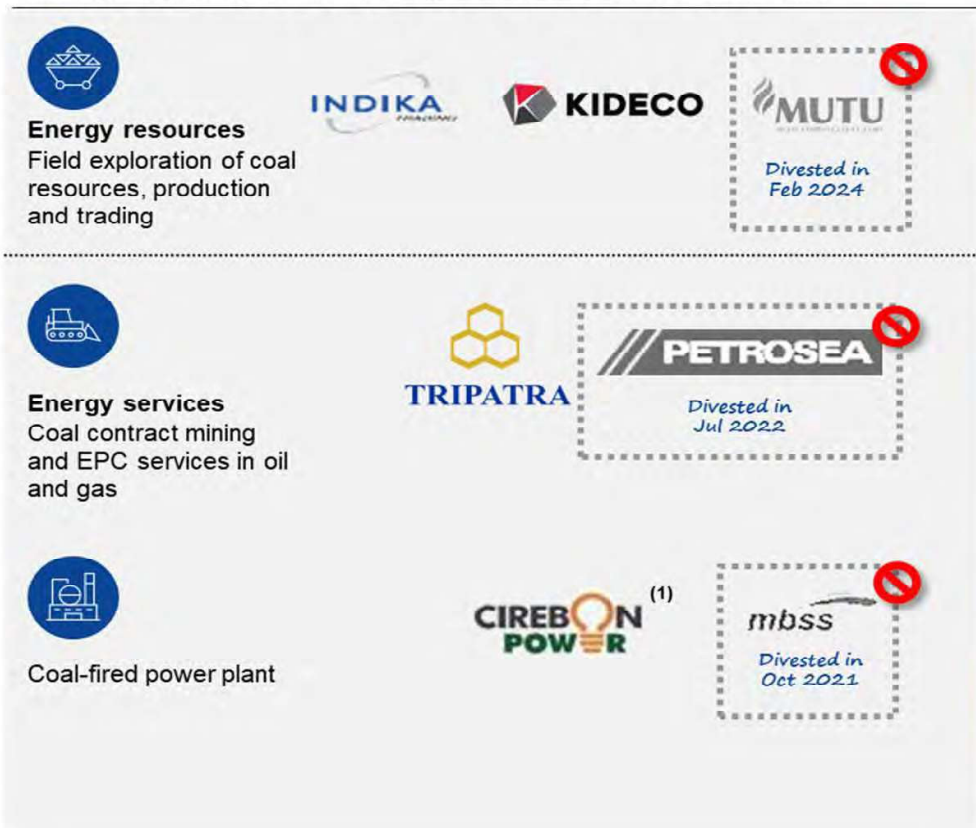 Energy resources
Field exploration of coal
resources, production
and trading
INDIKA
TRADING
KIDECO
MUTU
Divested in
Feb 2024
Energy services
Coal contract mining
and EPC services in oil
and gas
TRIPATRA
PETROSEA
Divested in
Jul 2022
Coal-fired power plant
CIREBON
POWER
(1)
mbss
Divested in
Oct 2021